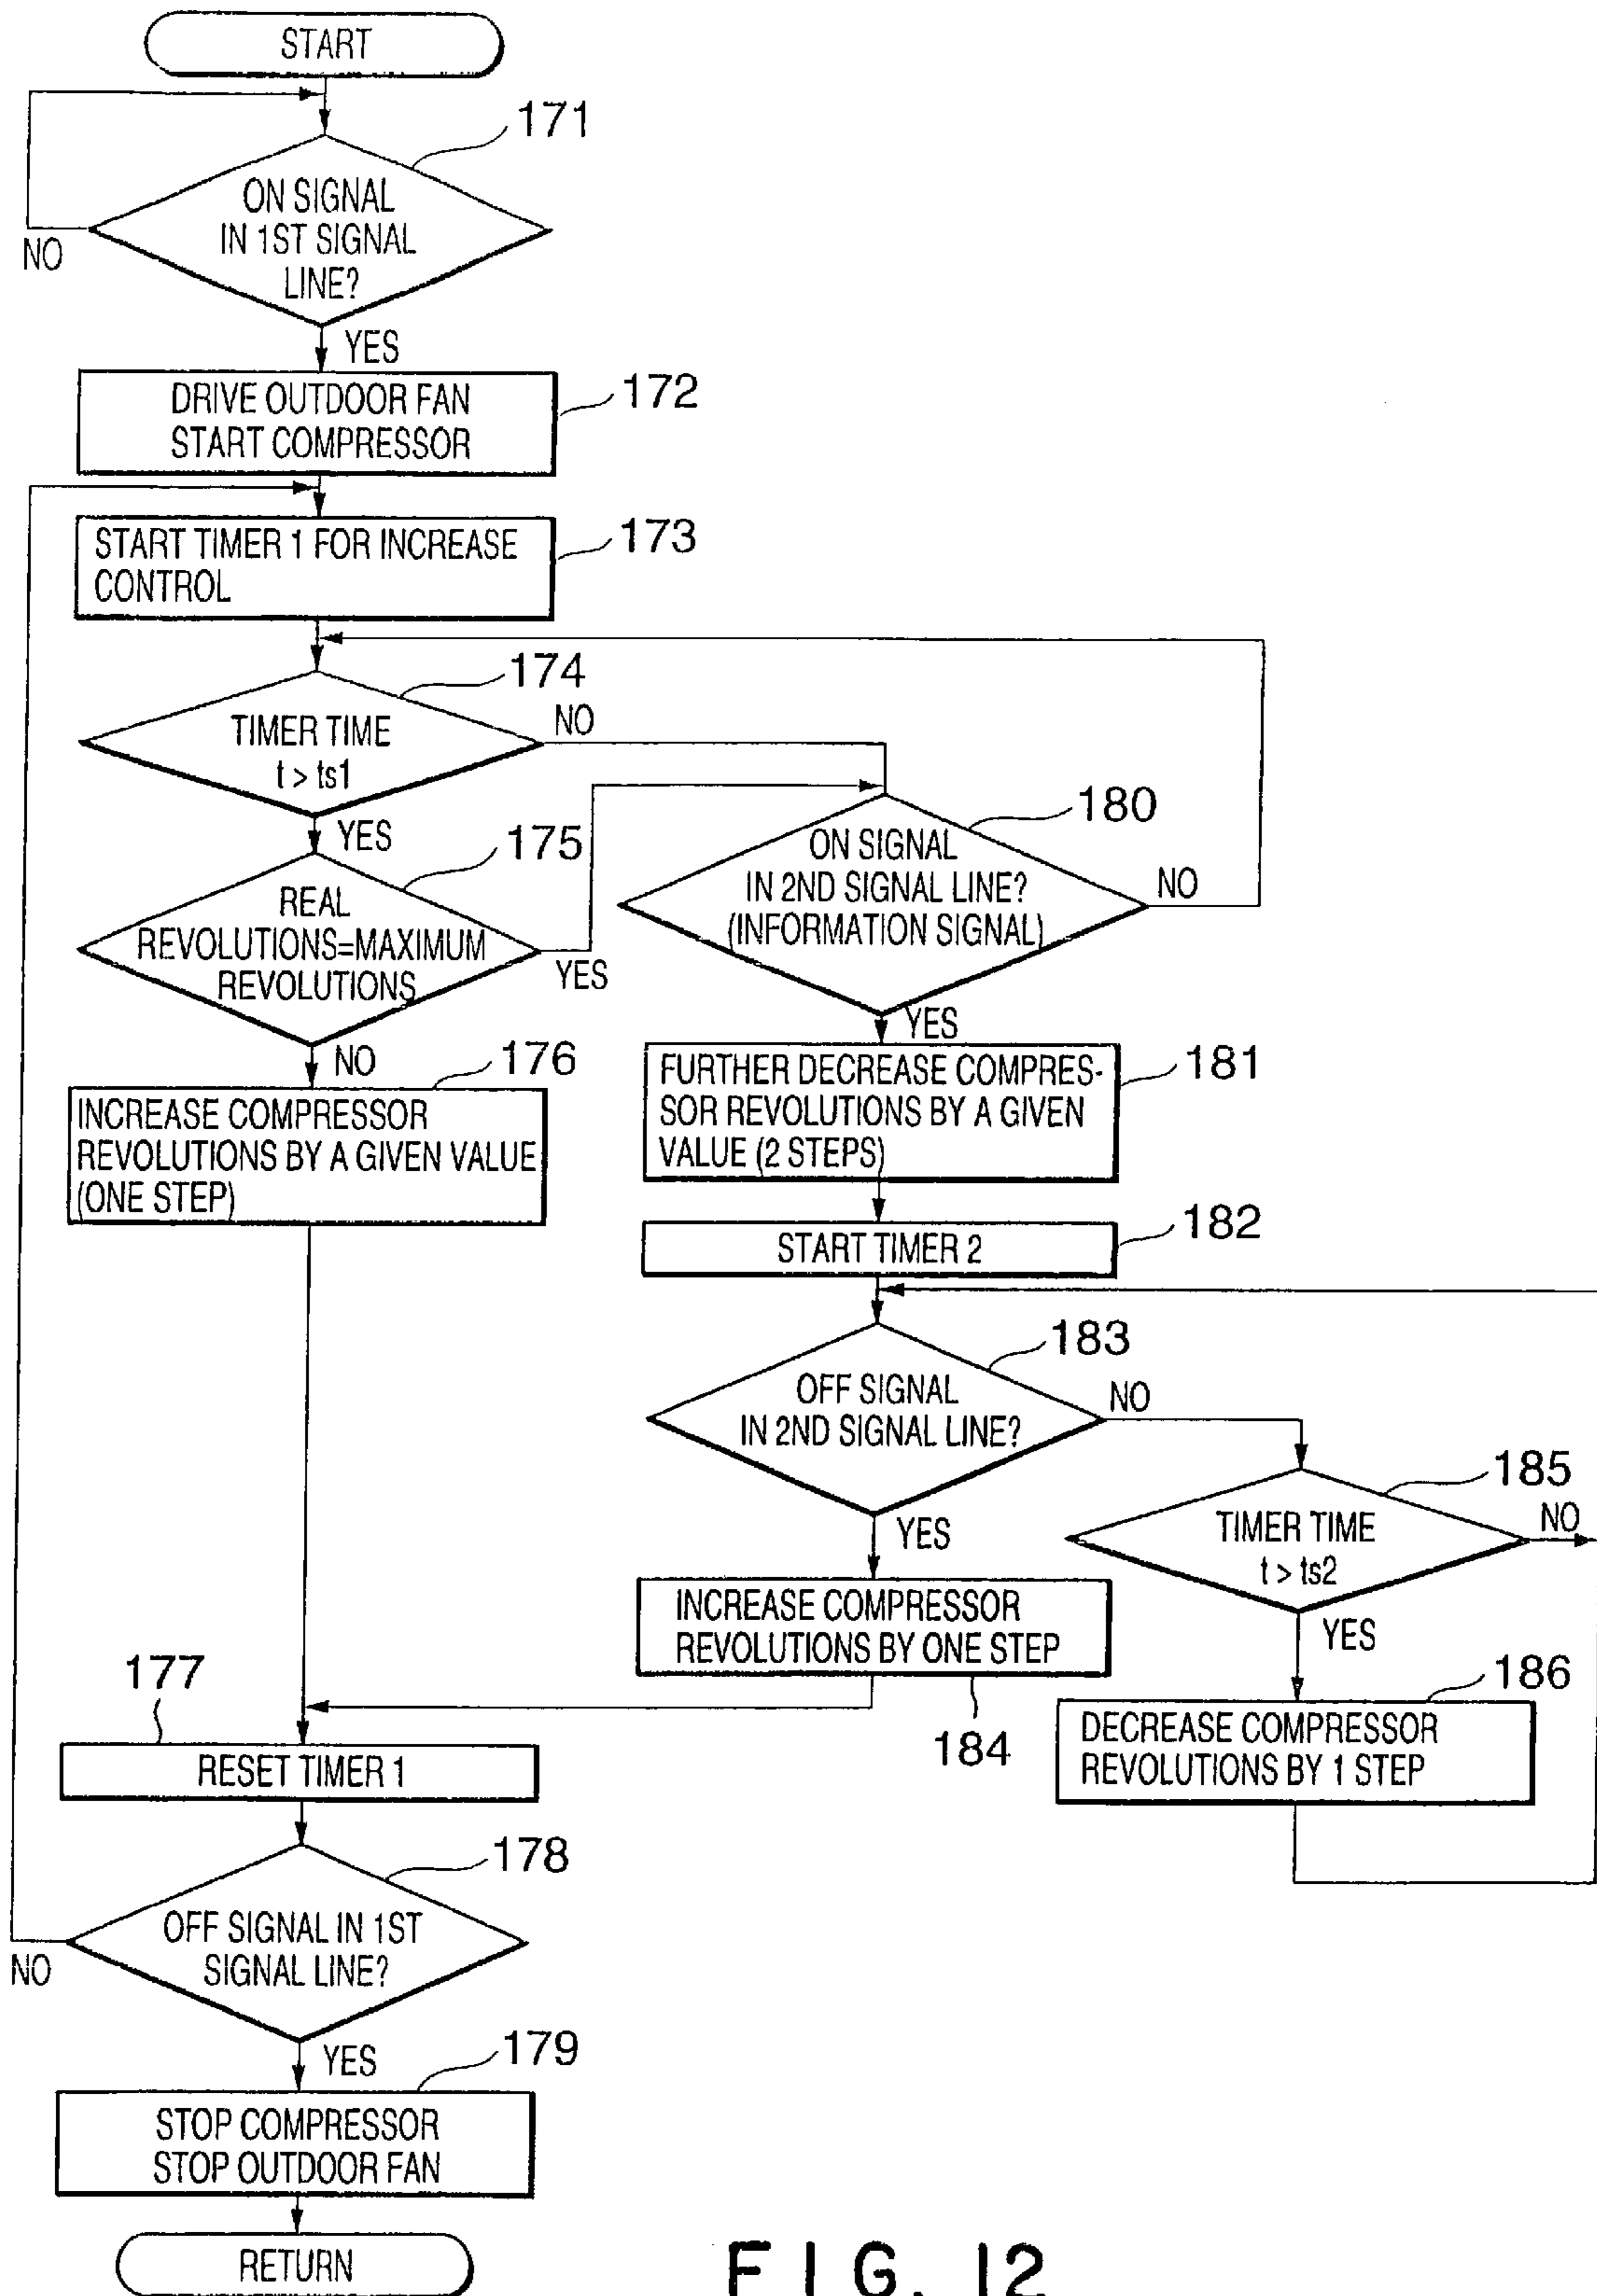 START
171
ON SIGNAL
IN 1ST SIGNAL
LINE?
NO
YES
DRIVE OUTDOOR FAN
START COMPRESSOR
172
START TIMER 1 FOR INCREASE
CONTROL
173
174
TIMER TIME
t > ts1
NO
YES
175
REAL
REVOLUTIONS=MAXIMUM
REVOLUTIONS
YES
NO
176
INCREASE COMPRESSOR
REVOLUTIONS BY A GIVEN VALUE
(ONE STEP)
180
ON SIGNAL
IN 2ND SIGNAL LINE?
(INFORMATION SIGNAL)
NO
YES
181
FURTHER DECREASE COMPRES-
SOR REVOLUTIONS BY A GIVEN
VALUE (2 STEPS)
182
START TIMER 2
183
OFF SIGNAL
IN 2ND SIGNAL LINE?
NO
YES
185
TIMER TIME
t > ts2
NO
YES
INCREASE COMPRESSOR
REVOLUTIONS BY ONE STEP
184
186
DECREASE COMPRESSOR
REVOLUTIONS BY 1 STEP
177
RESET TIMER 1
178
OFF SIGNAL IN 1ST
SIGNAL LINE?
NO
YES
179
STOP COMPRESSOR
STOP OUTDOOR FAN
RETURN
FIG. 12